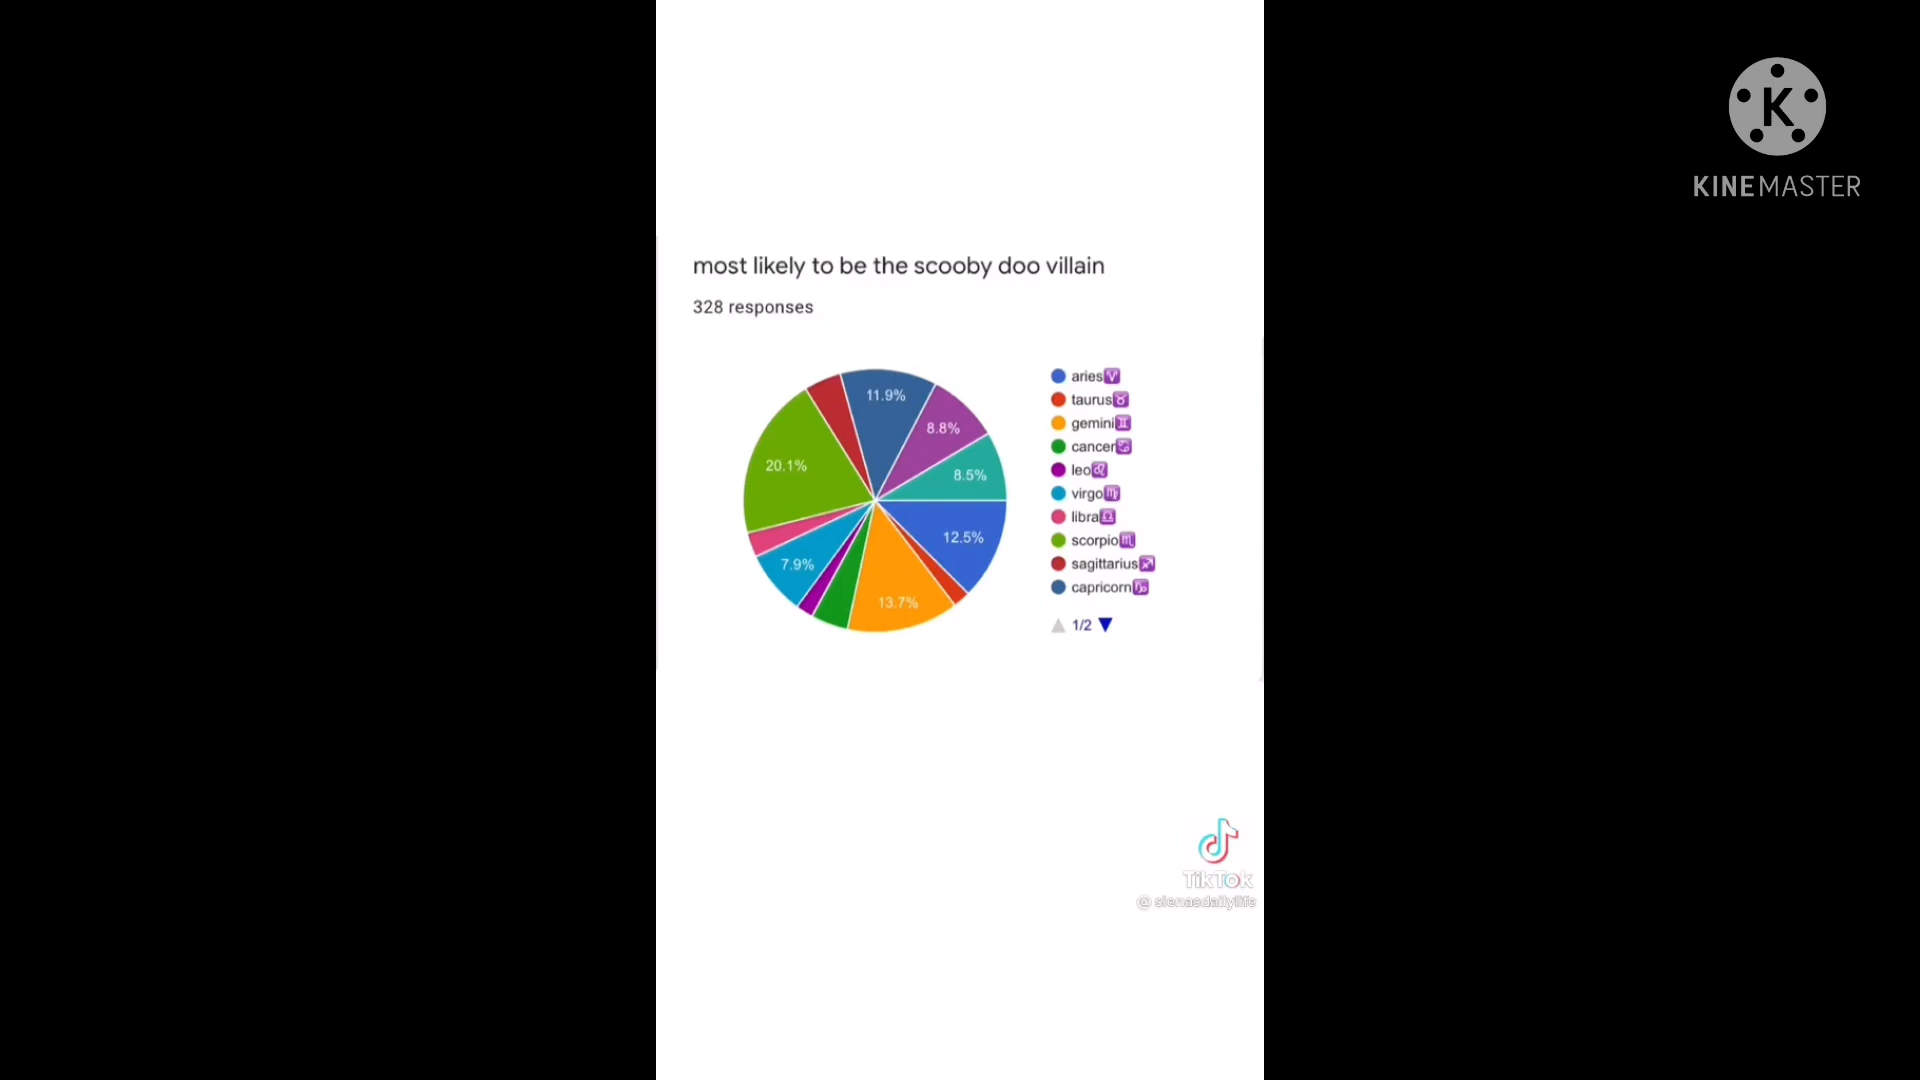 K
KINEMASTER
most likely to be the scooby doo villain
328 responses
11.9%
8.8%
8.5%
20.1%
12.5%
7.9%
13.7%
aries♈
taurus♉
gemini♊
cancer♋
leo♌
virgo♍
libra♎
scorpio♏
sagittarius♐
capricorn♑
1/2
TikTok
@sienasdailylife